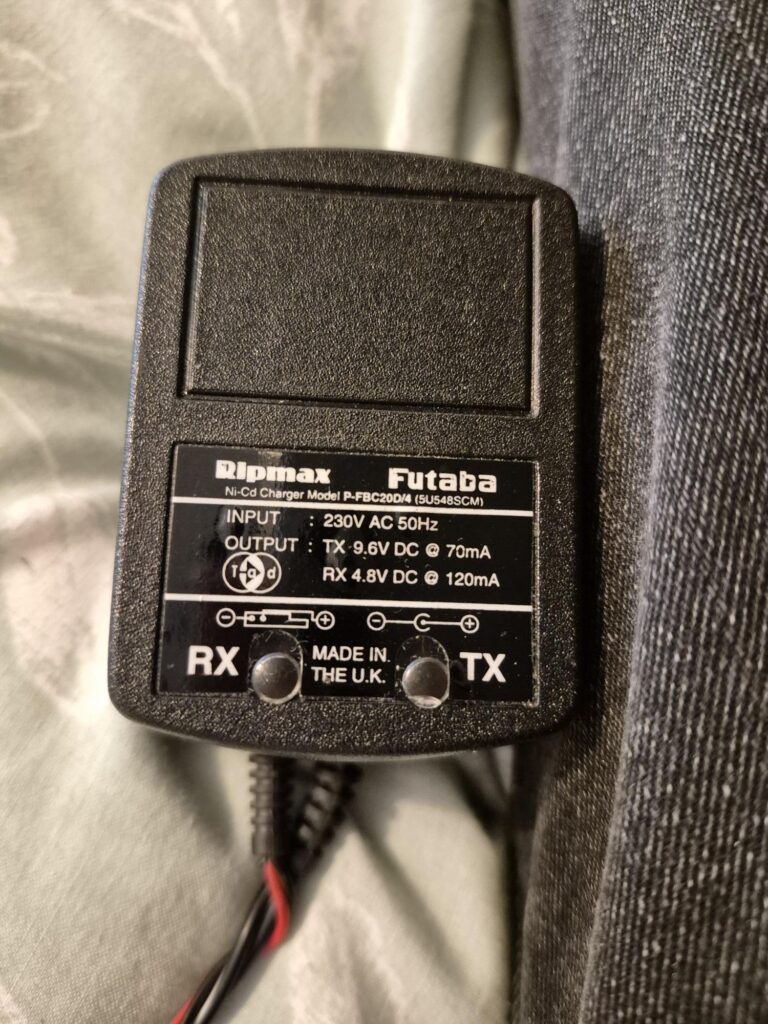 Ripmax Futaba
Ni-Cd Charger Model P-FBC20D/4 (5U548SCM)
INPUT : 230V AC 50Hz
OUTPUT : TX 9.6V DC @ 70mA
T-a-d RX 4.8V DC @ 120mA
RX MADE IN THE U.K. TX